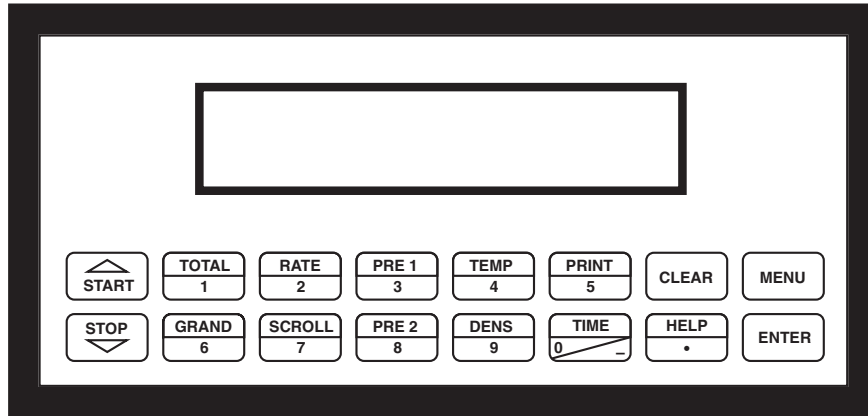 START
TOTAL
1
RATE
2
PRE 1
3
TEMP
4
PRINT
5
CLEAR
MENU
STOP
GRAND
6
SCROLL
7
PRE 2
8
DENS
9
TIME
0 –
HELP
•
ENTER